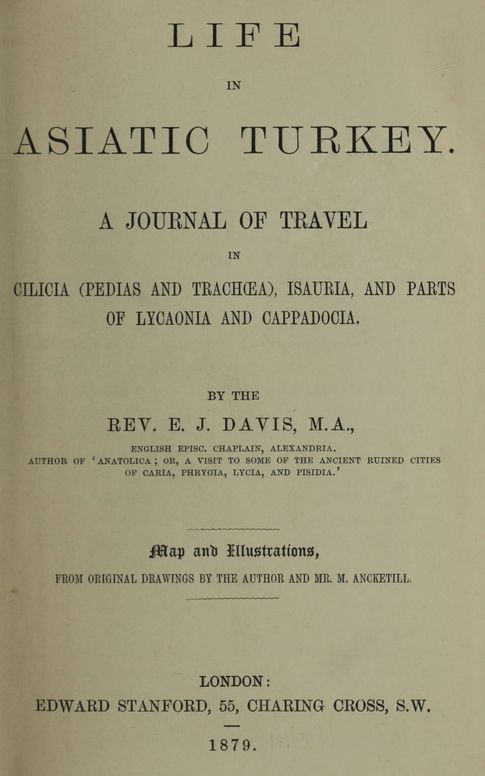 LIFE
IN
ASIATIC TURKEY.
A JOURNAL OF TRAVEL
IN
CILICIA (PEDIAS AND TRACHŒA), ISAURIA, AND PARTS
OF LYCAONIA AND CAPPADOCIA.
BY THE
REV. E. J. DAVIS, M.A.,
ENGLISH EPISC. CHAPLAIN, ALEXANDRIA.
AUTHOR OF 'ANATOLICA; OR, A VISIT TO SOME OF THE ANCIENT RUINED CITIES
OF CARIA, PHRYGIA, LYCIA, AND PISIDIA.'
Map and Illustrations,
FROM ORIGINAL DRAWINGS BY THE AUTHOR AND MR. M. ANCKETILL.
LONDON:
EDWARD STANFORD, 55, CHARING CROSS, S.W.
1879.